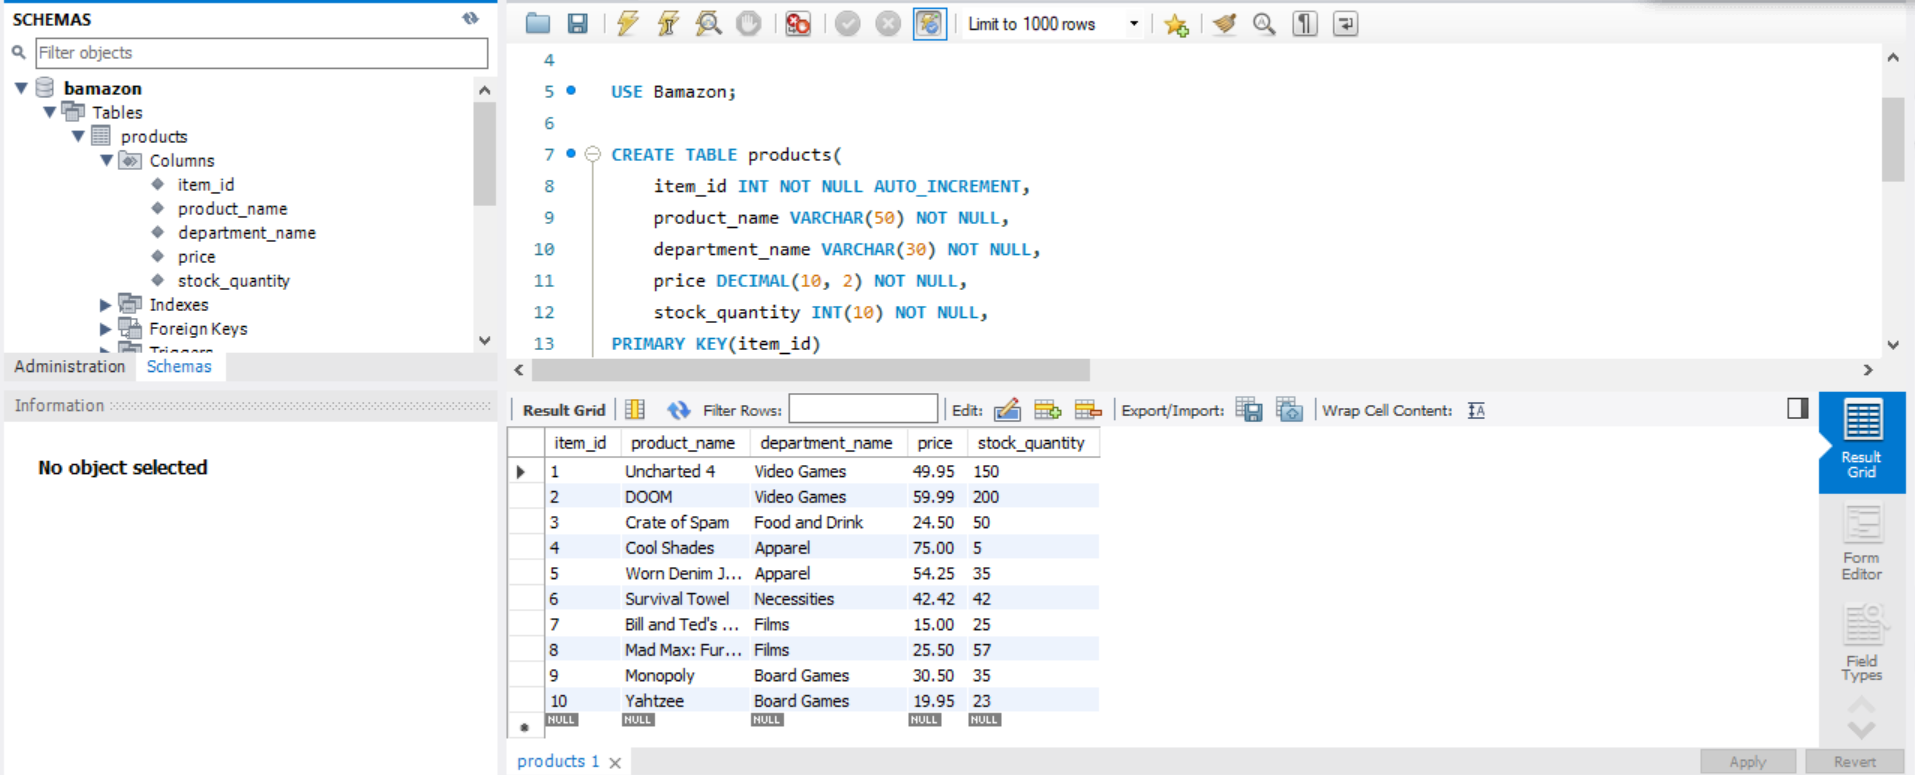 SCHEMAS
Filter objects
bamazon
Tables
products
Columns
item_id
product_name
department_name
price
stock_quantity
Indexes
Foreign Keys
Triggers
Administration Schemas
Information
No object selected
Limit to 1000 rows
4
5 USE Bamazon;
6
7 CREATE TABLE products(
8 item_id INT NOT NULL AUTO_INCREMENT,
9 product_name VARCHAR(50) NOT NULL,
10 department_name VARCHAR(30) NOT NULL,
11 price DECIMAL(10, 2) NOT NULL,
12 stock_quantity INT(10) NOT NULL,
13 PRIMARY KEY(item_id)
Result Grid Filter Rows: Edit: Export/Import: Wrap Cell Content: IA
item_id product_name department_name price stock_quantity
1 Uncharted 4 Video Games 49.95 150
2 DOOM Video Games 59.99 200
3 Crate of Spam Food and Drink 24.50 50
4 Cool Shades Apparel 75.00 5
5 Worn Denim J... Apparel 54.25 35
6 Survival Towel Necessities 42.42 42
7 Bill and Ted's ... Films 15.00 25
8 Mad Max: Fur... Films 25.50 57
9 Monopoly Board Games 30.50 35
10 Yahtzee Board Games 19.95 23
NULL NULL NULL NULL NULL
Result
Grid
Form
Editor
Field
Types
products 1
Apply Revert